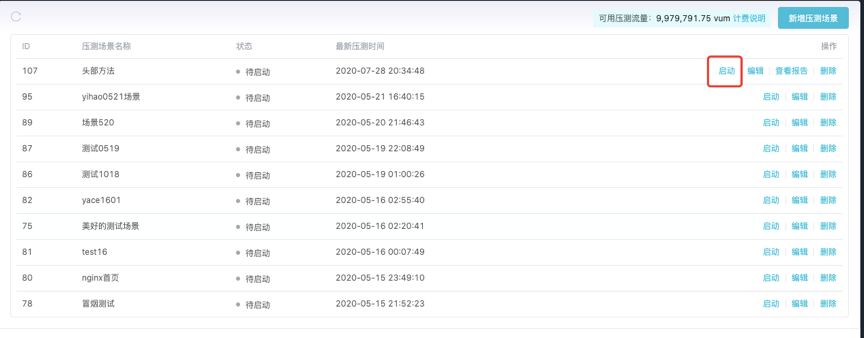 可用压测流量：9,979,791.75 vum 计费说明 新增压测场景
ID 压测场景名称 状态 最新压测时间 操作
107 头部方法 待启动 2020-07-28 20:34:48 启动 编辑 查看报告 删除
95 yihao0521场景 待启动 2020-05-21 16:40:15 启动 编辑 删除
89 场景520 待启动 2020-05-20 21:46:43 启动 编辑 删除
87 测试0519 待启动 2020-05-19 22:08:49 启动 编辑 删除
86 测试1018 待启动 2020-05-19 01:00:26 启动 编辑 删除
82 yace1601 待启动 2020-05-16 02:55:40 启动 编辑 删除
75 美好的测试场景 待启动 2020-05-16 02:20:41 启动 编辑 删除
81 test16 待启动 2020-05-16 00:07:49 启动 编辑 删除
80 nginx首页 待启动 2020-05-15 23:49:10 启动 编辑 删除
78 冒烟测试 待启动 2020-05-15 21:52:23 启动 编辑 删除